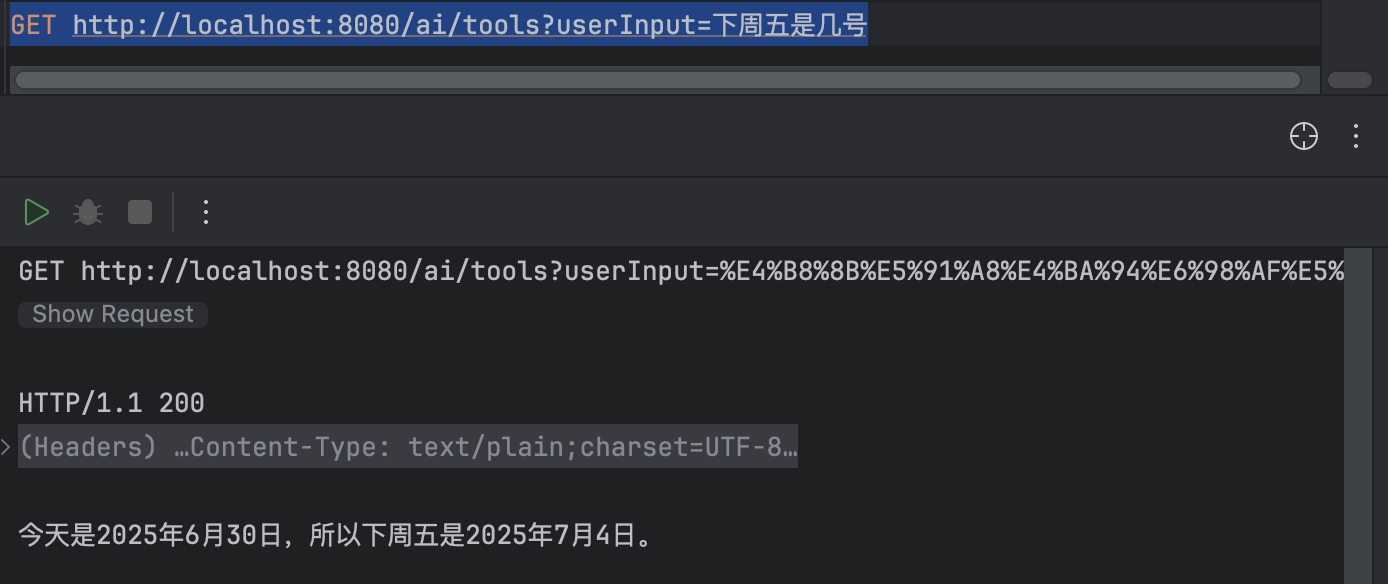 GET http://localhost:8080/ai/tools?userInput=下周五是几号
GET http://localhost:8080/ai/tools?userInput=%E4%B8%8B%E5%91%A8%E4%BA%94%E6%98%AF%E5%
Show Request
HTTP/1.1 200
(Headers) …Content-Type: text/plain;charset=UTF-8…
今天是2025年6月30日，所以下周五是2025年7月4日。